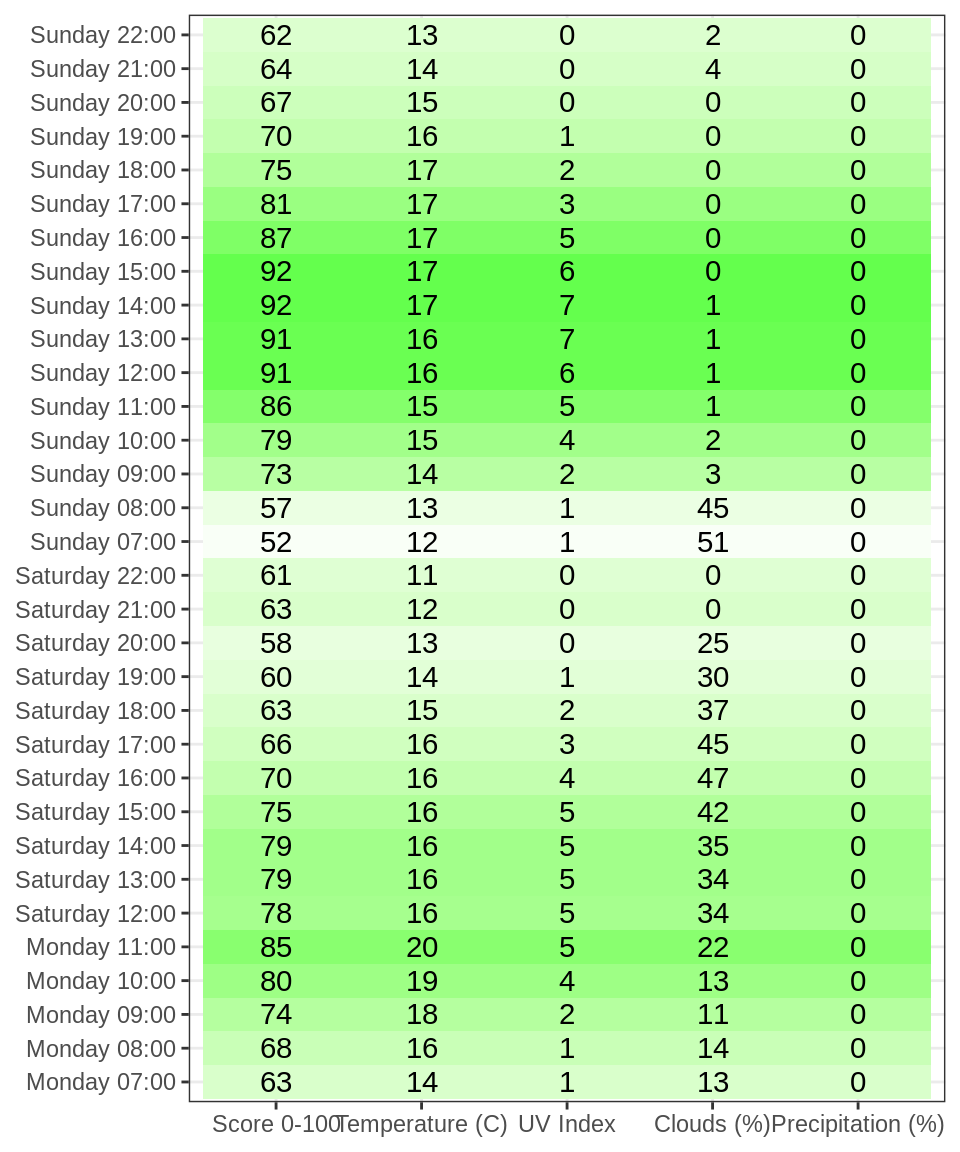 Sunday 22:00 62 13 0 2 0
Sunday 21:00 64 14 0 4 0
Sunday 20:00 67 15 0 0 0
Sunday 19:00 70 16 1 0 0
Sunday 18:00 75 17 2 0 0
Sunday 17:00 81 17 3 0 0
Sunday 16:00 87 17 5 0 0
Sunday 15:00 92 17 6 0 0
Sunday 14:00 92 17 7 1 0
Sunday 13:00 91 16 7 1 0
Sunday 12:00 91 16 6 1 0
Sunday 11:00 86 15 5 1 0
Sunday 10:00 79 15 4 2 0
Sunday 09:00 73 14 2 3 0
Sunday 08:00 57 13 1 45 0
Sunday 07:00 52 12 1 51 0
Saturday 22:00 61 11 0 0 0
Saturday 21:00 63 12 0 0 0
Saturday 20:00 58 13 0 25 0
Saturday 19:00 60 14 1 30 0
Saturday 18:00 63 15 2 37 0
Saturday 17:00 66 16 3 45 0
Saturday 16:00 70 16 4 47 0
Saturday 15:00 75 16 5 42 0
Saturday 14:00 79 16 5 35 0
Saturday 13:00 79 16 5 34 0
Saturday 12:00 78 16 5 34 0
Monday 11:00 85 20 5 22 0
Monday 10:00 80 19 4 13 0
Monday 09:00 74 18 2 11 0
Monday 08:00 68 16 1 14 0
Monday 07:00 63 14 1 13 0
Score 0-100 Temperature (C) UV Index Clouds (%) Precipitation (%)